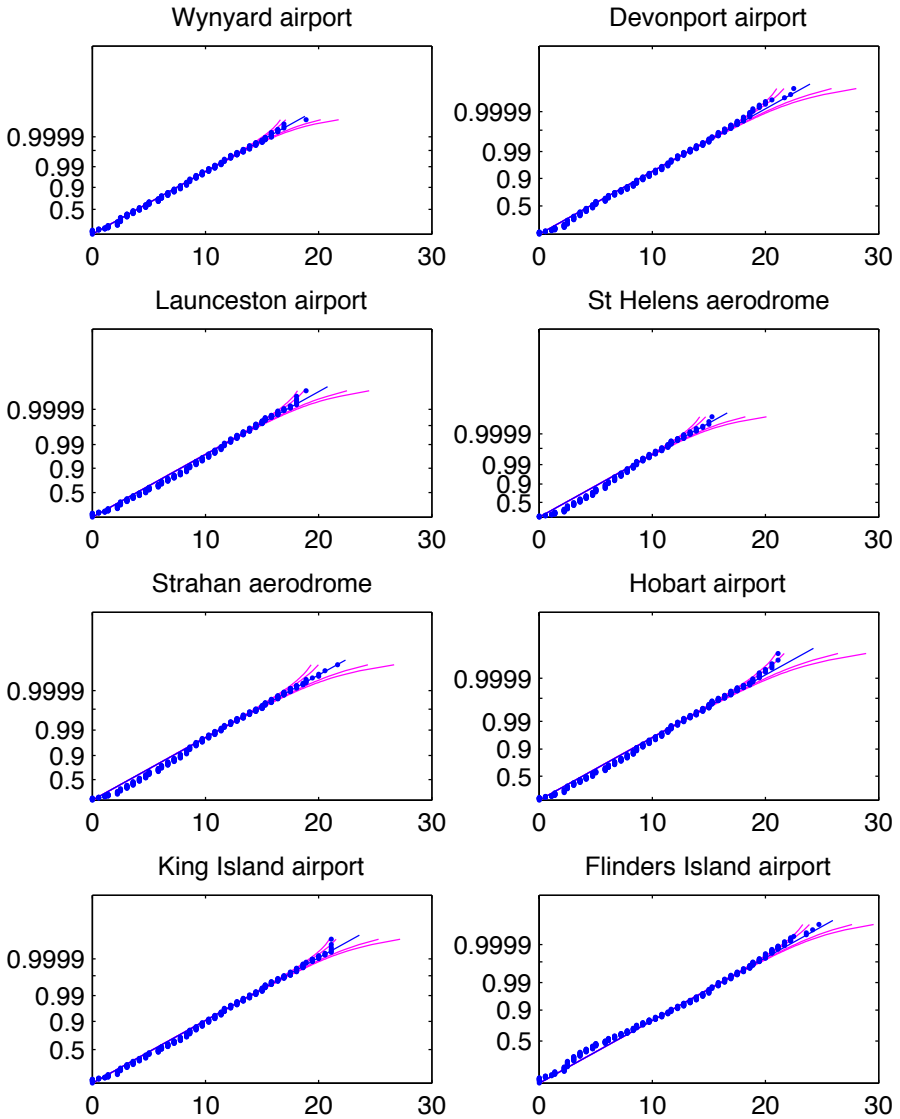 Wynyard airport
0.9999
0.99
0.9
0.5
0 10 20 30
Devonport airport
0.9999
0.99
0.9
0.5
0 10 20 30
Launceston airport
0.9999
0.99
0.9
0.5
0 10 20 30
St Helens aerodrome
0.9999
0.99
0.9
0.5
0 10 20 30
Strahan aerodrome
0.9999
0.99
0.9
0.5
0 10 20 30
Hobart airport
0.9999
0.99
0.9
0.5
0 10 20 30
King Island airport
0.9999
0.99
0.9
0.5
0 10 20 30
Flinders Island airport
0.9999
0.99
0.9
0.5
0 10 20 30